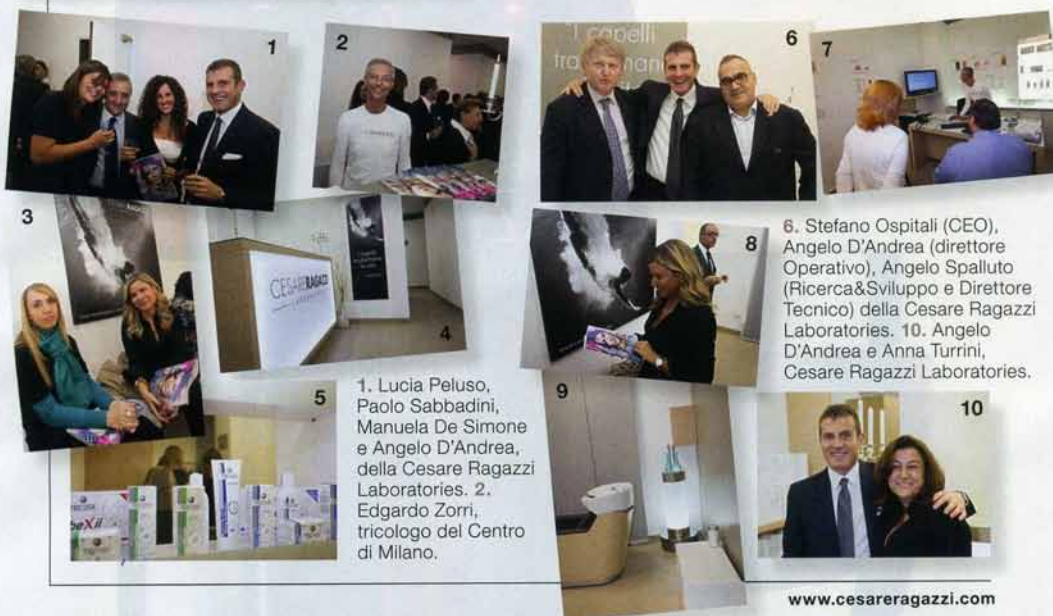 1
2
"I capelli
6
7
3
CESARERAGAZZI
4
8
5
9
10
1. Lucia Peluso,
Paolo Sabbadini,
Manuela De Simone
e Angelo D'Andrea,
della Cesare Ragazzi
Laboratories. 2.
Edgardo Zorri,
tricologo del Centro
di Milano.
6. Stefano Ospitali (CEO),
Angelo D'Andrea (direttore
Operativo), Angelo Spalluto
(Ricerca&Sviluppo e Direttore
Tecnico) della Cesare Ragazzi
Laboratories. 10. Angelo
D'Andrea e Anna Turrini,
Cesare Ragazzi Laboratories.
www.cesareragazzi.com